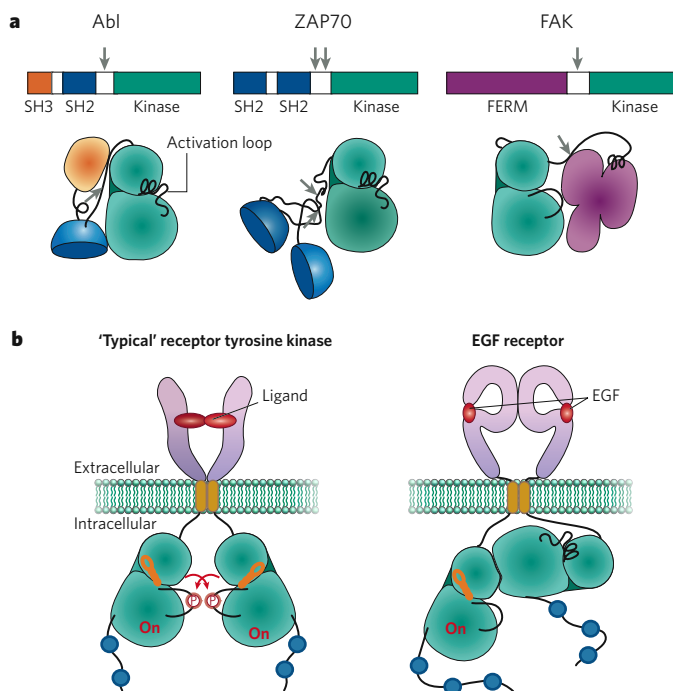 a
Abl ZAP70 FAK
SH3 SH2 Kinase SH2 SH2 Kinase FERM Kinase
Activation loop
b
'Typical' receptor tyrosine kinase EGF receptor
Ligand EGF
Extracellular
Intracellular
P P
On On On